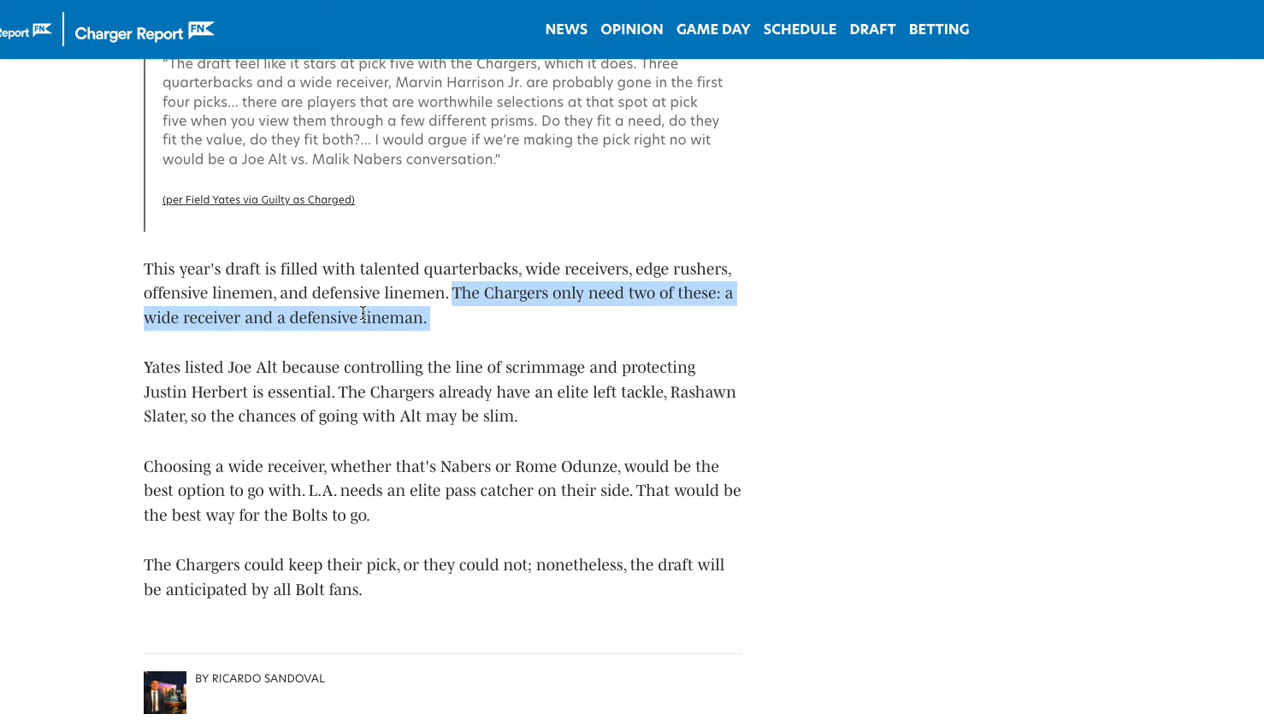 Report FN
Charger Report FN
NEWS OPINION GAME DAY SCHEDULE DRAFT BETTING
“The draft feel like it stars at pick five with the Chargers, which it does. Three
quarterbacks and a wide receiver, Marvin Harrison Jr. are probably gone in the first
four picks... there are players that are worthwhile selections at that spot at pick
five when you view them through a few different prisms. Do they fit a need, do they
fit the value, do they fit both?... I would argue if we’re making the pick right no wit
would be a Joe Alt vs. Malik Nabers conversation.”
(per Field Yates via Guilty as Charged)
This year's draft is filled with talented quarterbacks, wide receivers, edge rushers,
offensive linemen, and defensive linemen. The Chargers only need two of these: a
wide receiver and a defensive lineman.
Yates listed Joe Alt because controlling the line of scrimmage and protecting
Justin Herbert is essential. The Chargers already have an elite left tackle, Rashawn
Slater, so the chances of going with Alt may be slim.
Choosing a wide receiver, whether that's Nabers or Rome Odunze, would be the
best option to go with. L.A. needs an elite pass catcher on their side. That would be
the best way for the Bolts to go.
The Chargers could keep their pick, or they could not; nonetheless, the draft will
be anticipated by all Bolt fans.
BY RICARDO SANDOVAL